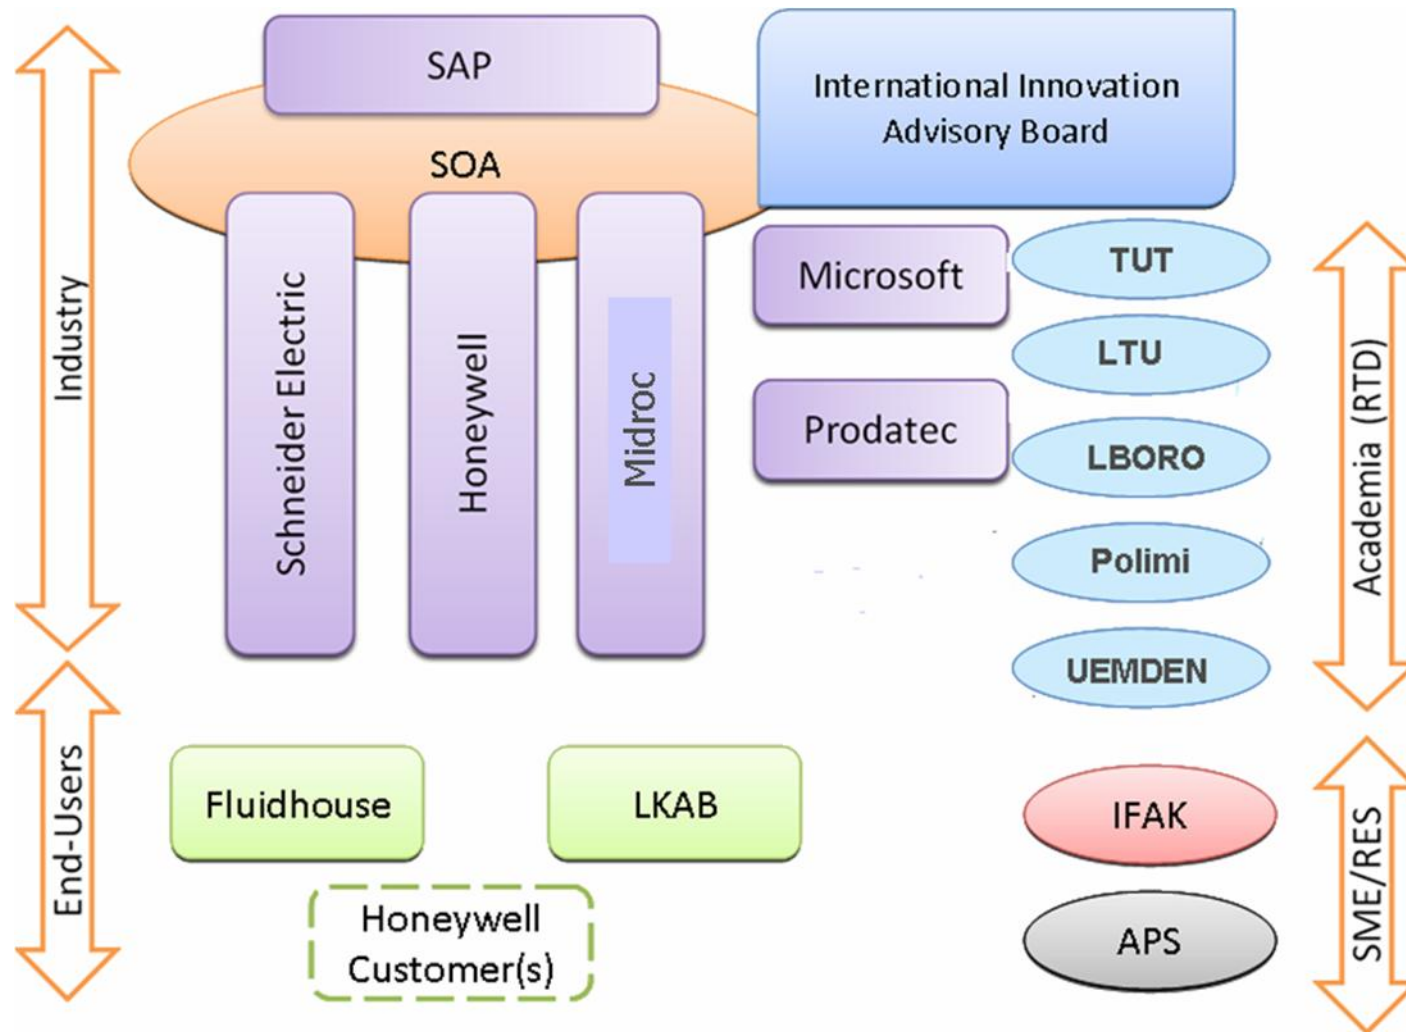 SAP
International Innovation
Advisory Board
SOA
Industry
Schneider Electric
Honeywell
Midroc
Microsoft
Prodatec
TUT
LTU
LBORO
Polimi
UEMDEN
Academia (RTD)
End-Users
Fluidhouse
LKAB
Honeywell
Customer(s)
IFAK
APS
SME/RES